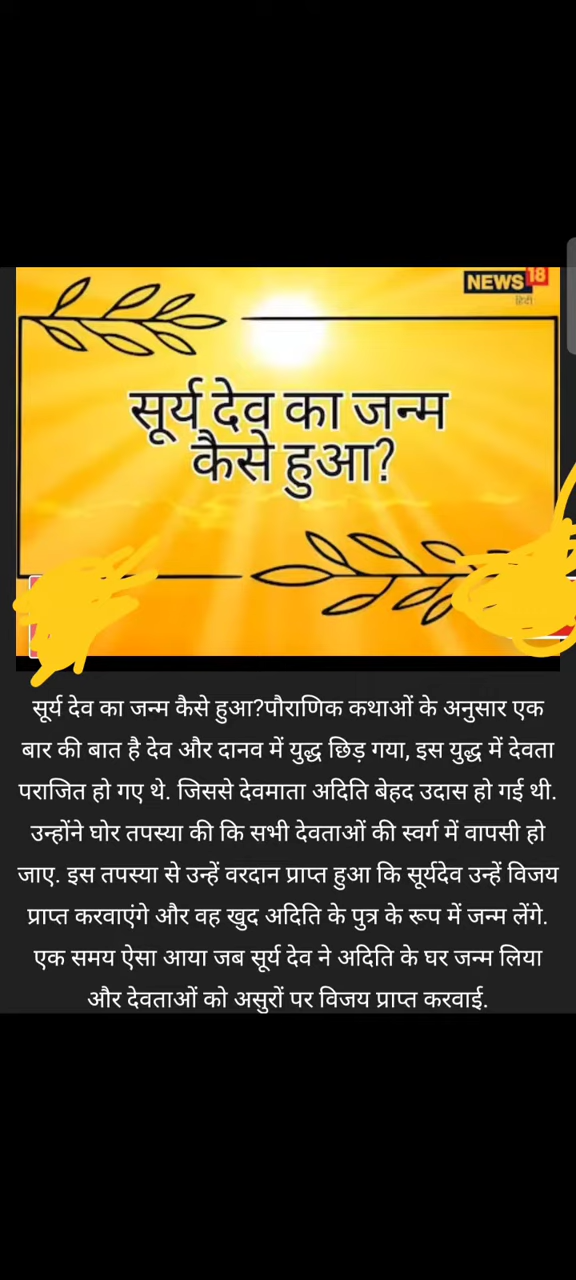 NEWS 18
हिंदी
सूर्य देव का जन्म
कैसे हुआ?
सूर्य देव का जन्म कैसे हुआ?पौराणिक कथाओं के अनुसार एक
बार की बात है देव और दानव में युद्ध छिड़ गया, इस युद्ध में देवता
पराजित हो गए थे. जिससे देवमाता अदिति बेहद उदास हो गई थी.
उन्होंने घोर तपस्या की कि सभी देवताओं की स्वर्ग में वापसी हो
जाए. इस तपस्या से उन्हें वरदान प्राप्त हुआ कि सूर्यदेव उन्हें विजय
प्राप्त करवाएंगे और वह खुद अदिति के पुत्र के रूप में जन्म लेंगे.
एक समय ऐसा आया जब सूर्य देव ने अदिति के घर जन्म लिया
और देवताओं को असुरों पर विजय प्राप्त करवाई.